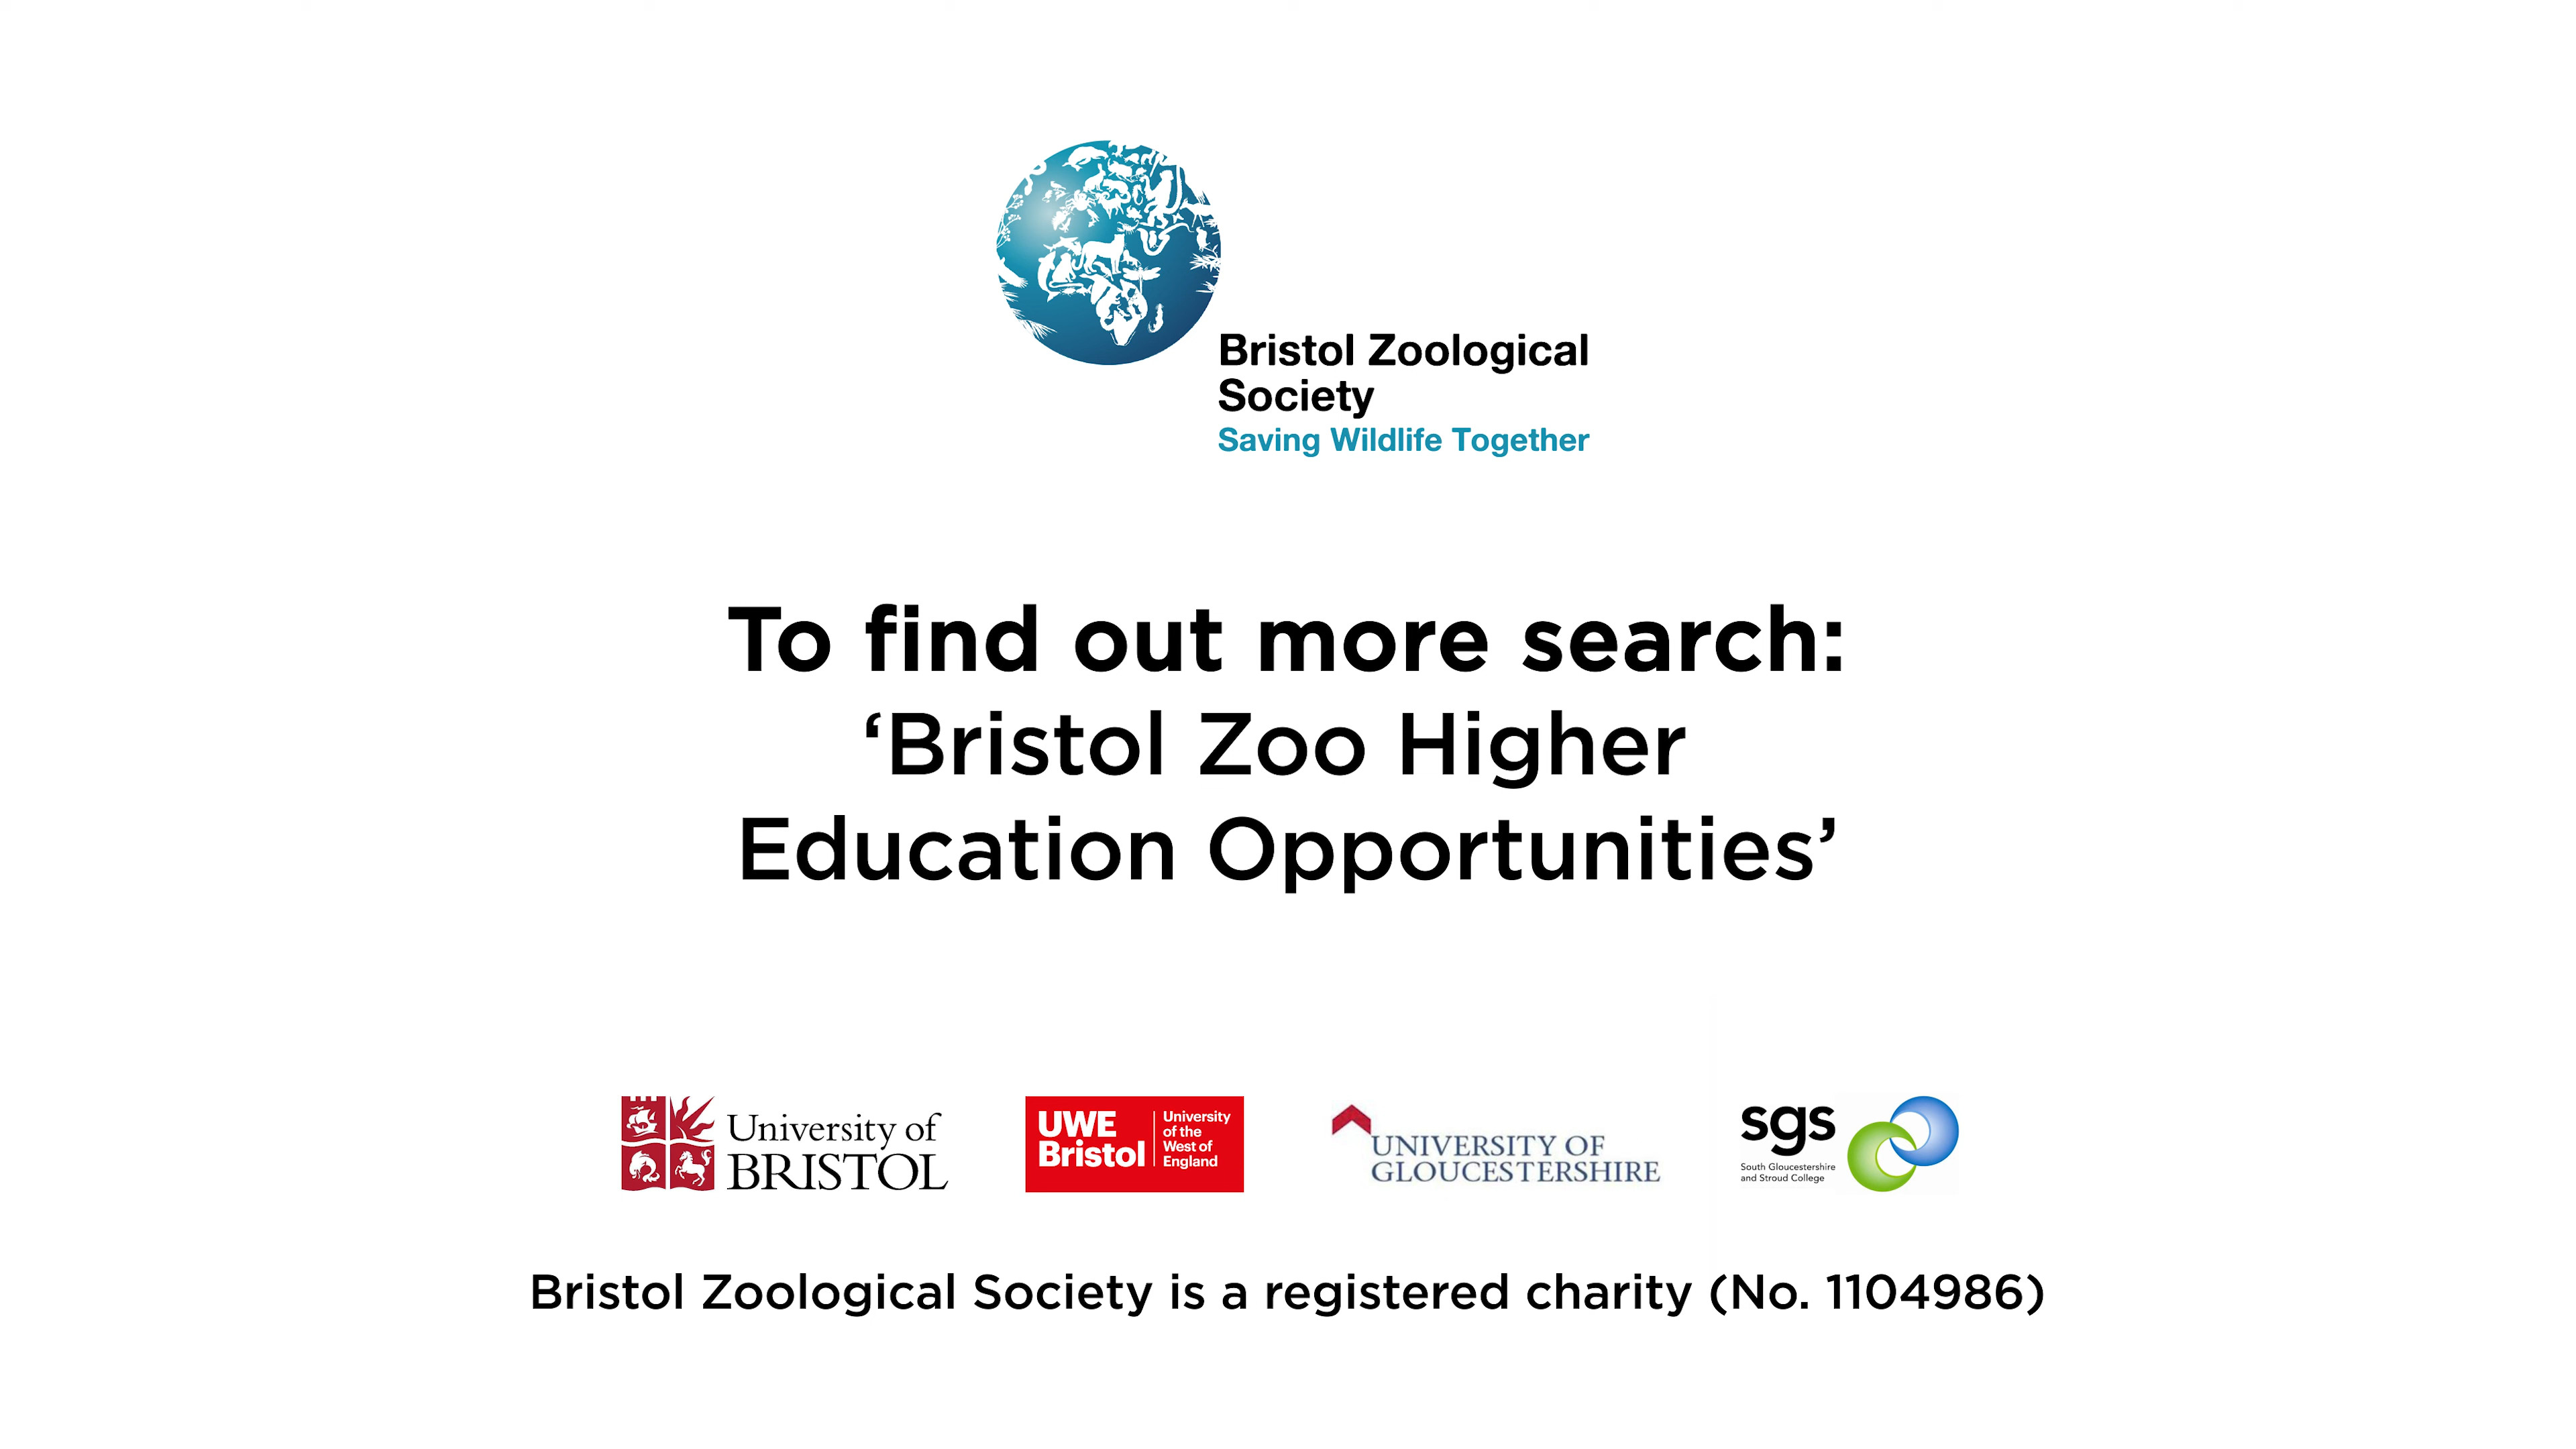 Bristol Zoological
Society
Saving Wildlife Together
To find out more search:
‘Bristol Zoo Higher
Education Opportunities’
University of
BRISTOL
UWE
Bristol
University
of the
West of
England
UNIVERSITY OF
GLOUCESTERSHIRE
sgs
South Gloucestershire
and Stroud College
Bristol Zoological Society is a registered charity (No. 1104986)